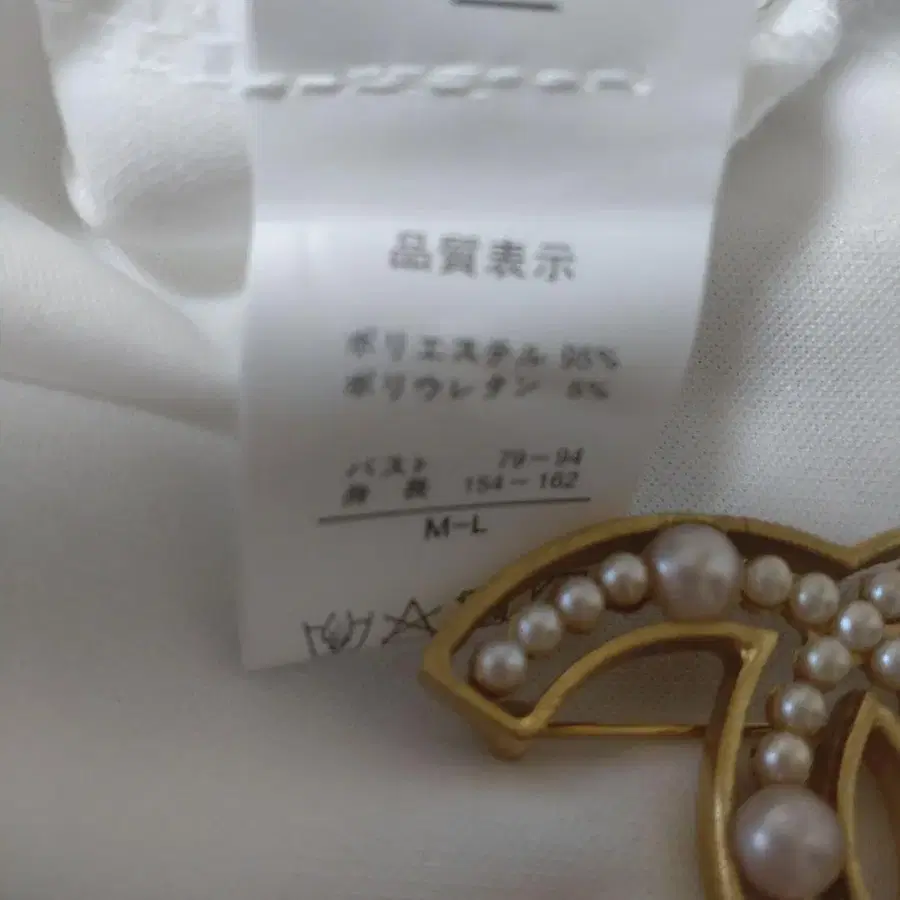 品質表示
ポリエステル 95%
ポリウレタン 5%
バスト 79-94
身長 154-162
M-L